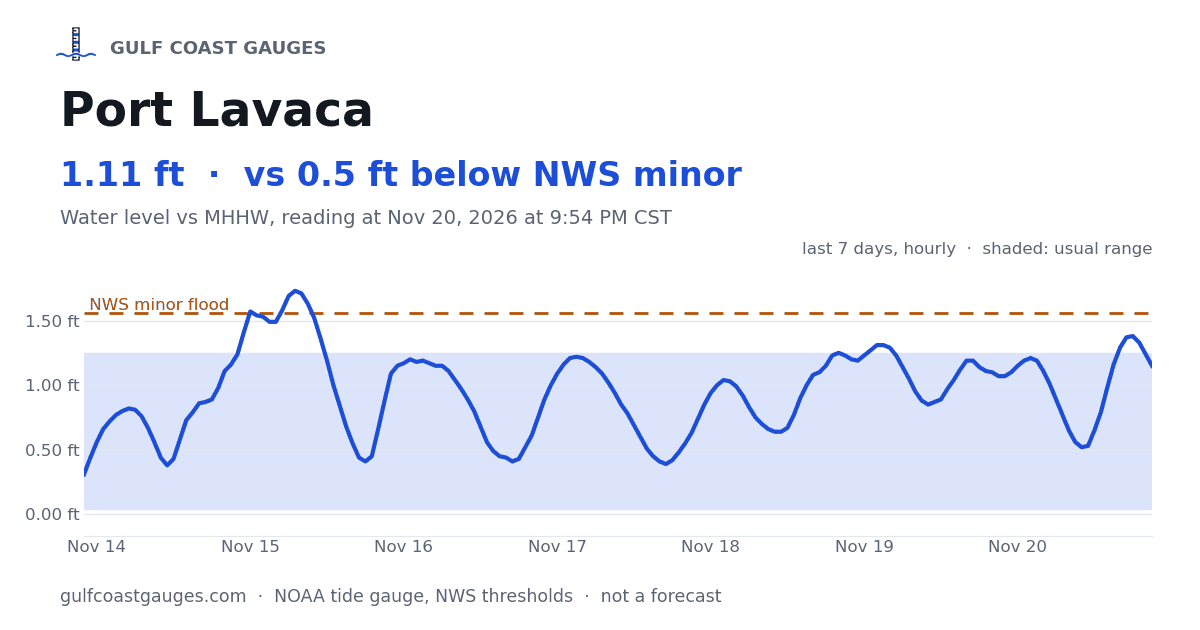 GULF COAST GAUGES
Port Lavaca
1.11 ft · vs 0.5 ft below NWS minor
Water level vs MHHW, reading at Nov 20, 2026 at 9:54 PM CST
last 7 days, hourly · shaded: usual range
NWS minor flood
1.50 ft
1.00 ft
0.50 ft
0.00 ft
Nov 14 Nov 15 Nov 16 Nov 17 Nov 18 Nov 19 Nov 20
gulfcoastgauges.com · NOAA tide gauge, NWS thresholds · not a forecast